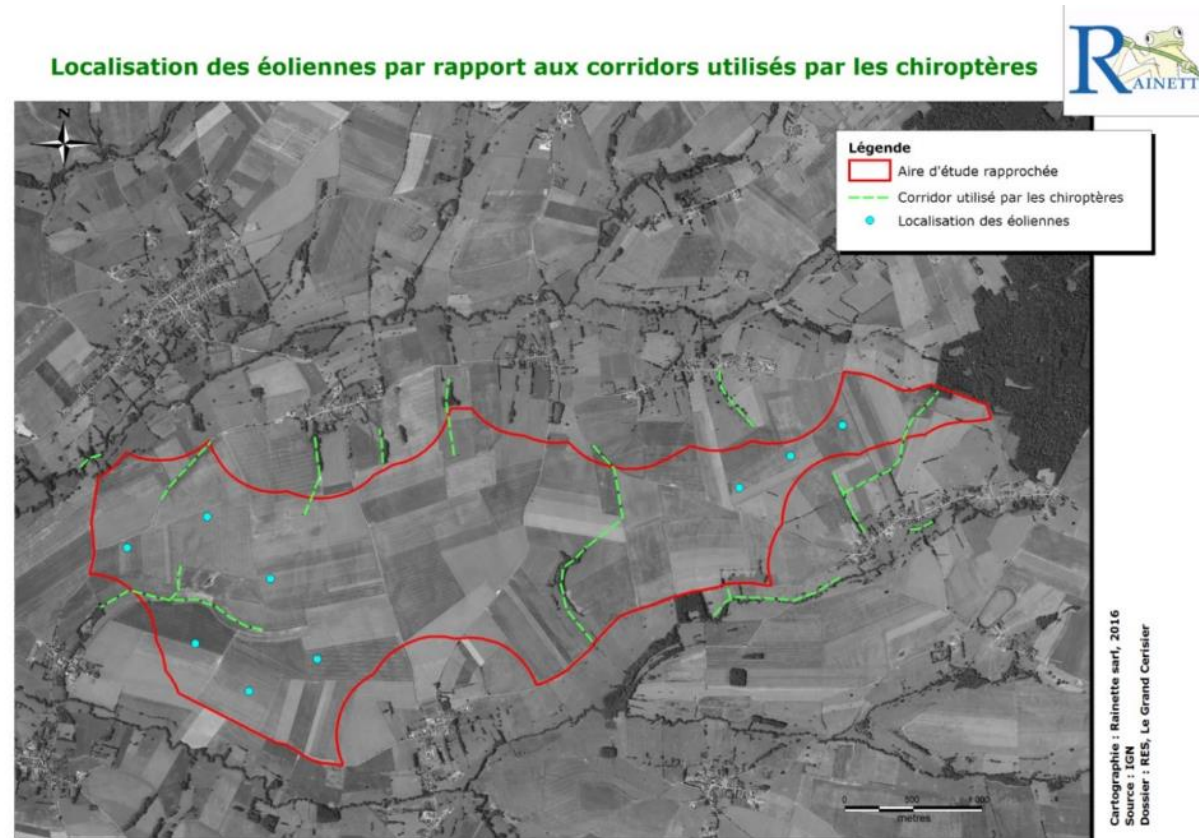 RAINETT
Localisation des éoliennes par rapport aux corridors utilisés par les chiroptères
N
Légende
Aire d'étude rapprochée
Corridor utilisé par les chiroptères
Localisation des éoliennes
0 500 1 000
metres
Cartographie : Rainette sarl, 2016
Source : IGN
Dossier : RES, Le Grand Cerisier